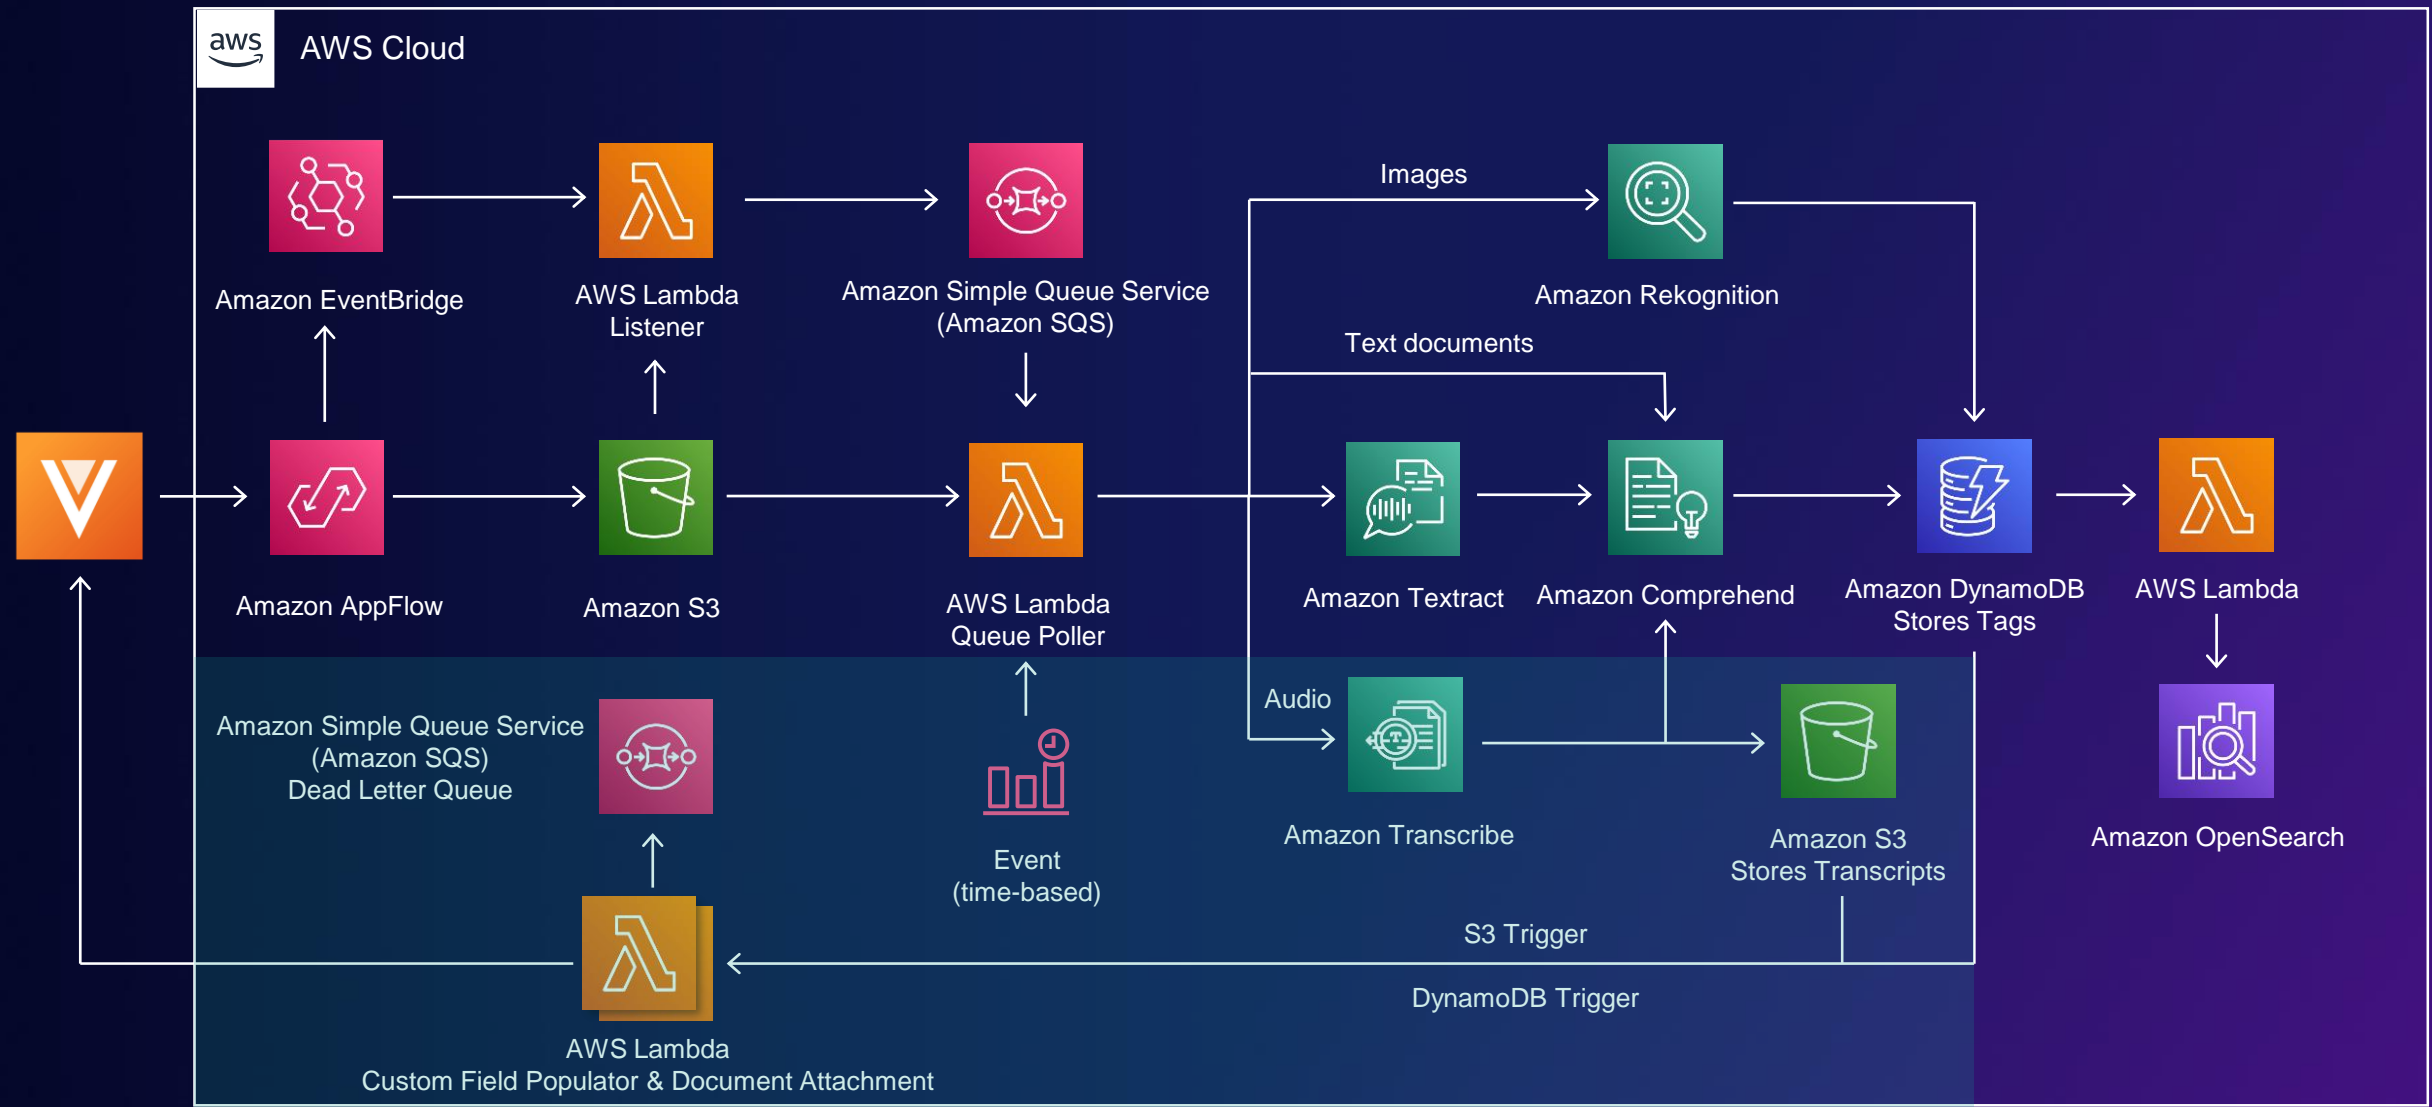 aws
AWS Cloud
Images
Amazon EventBridge
AWS Lambda
Listener
Amazon Simple Queue Service
(Amazon SQS)
Amazon Rekognition
Text documents
Amazon AppFlow
Amazon S3
AWS Lambda
Queue Poller
Amazon Textract
Amazon Comprehend
Amazon DynamoDB
Stores Tags
AWS Lambda
Amazon Simple Queue Service
(Amazon SQS)
Dead Letter Queue
Audio
Event
(time-based)
Amazon Transcribe
Amazon S3
Stores Transcripts
Amazon OpenSearch
S3 Trigger
DynamoDB Trigger
AWS Lambda
Custom Field Populator & Document Attachment